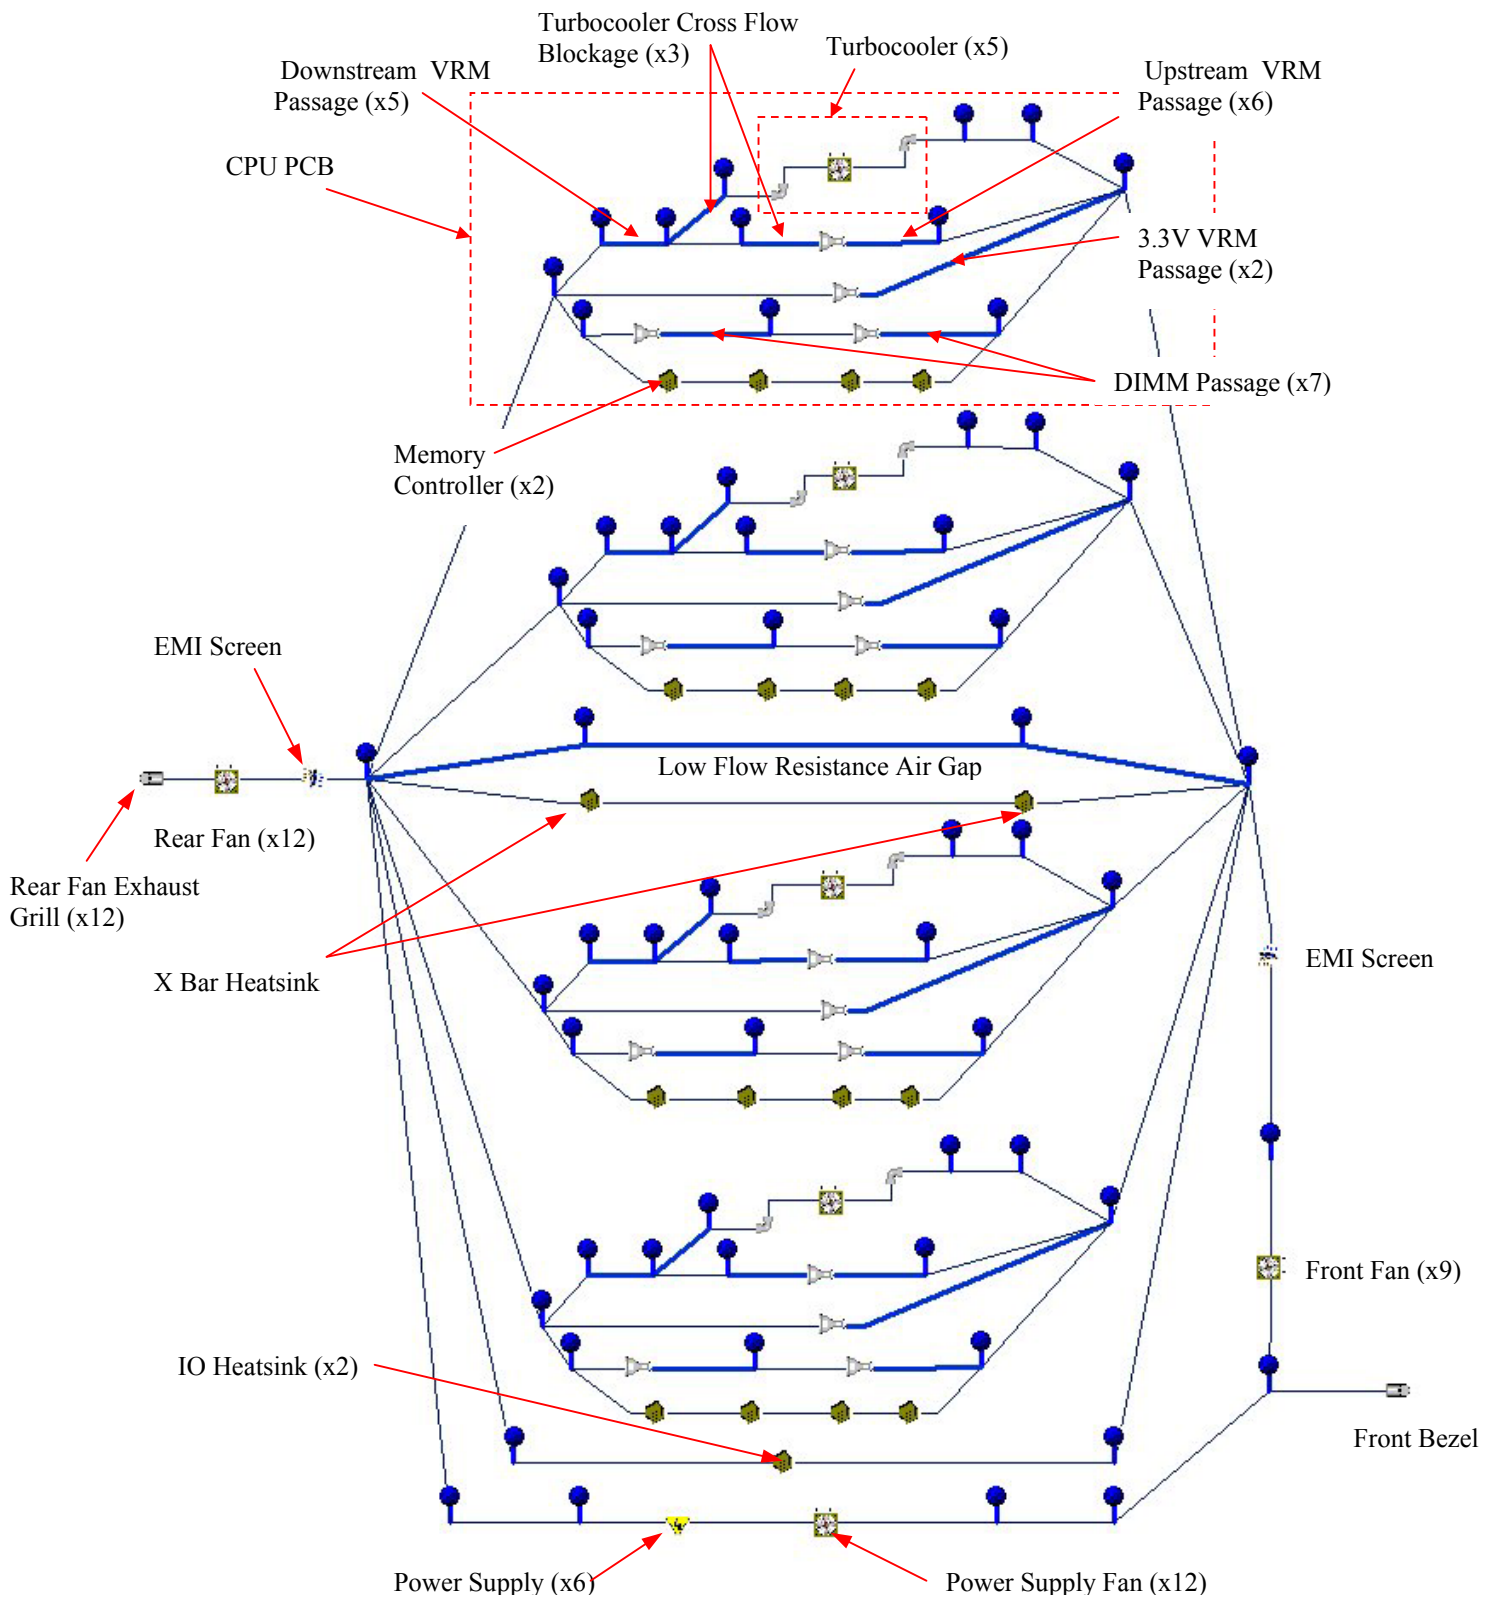 Turbocooler Cross Flow
Blockage (x3)
Turbocooler (x5)
Downstream VRM
Passage (x5)
Upstream VRM
Passage (x6)
CPU PCB
3.3V VRM
Passage (x2)
DIMM Passage (x7)
Memory
Controller (x2)
EMI Screen
Low Flow Resistance Air Gap
Rear Fan (x12)
Rear Fan Exhaust
Grill (x12)
X Bar Heatsink
EMI Screen
Front Fan (x9)
IO Heatsink (x2)
Front Bezel
Power Supply (x6)
Power Supply Fan (x12)